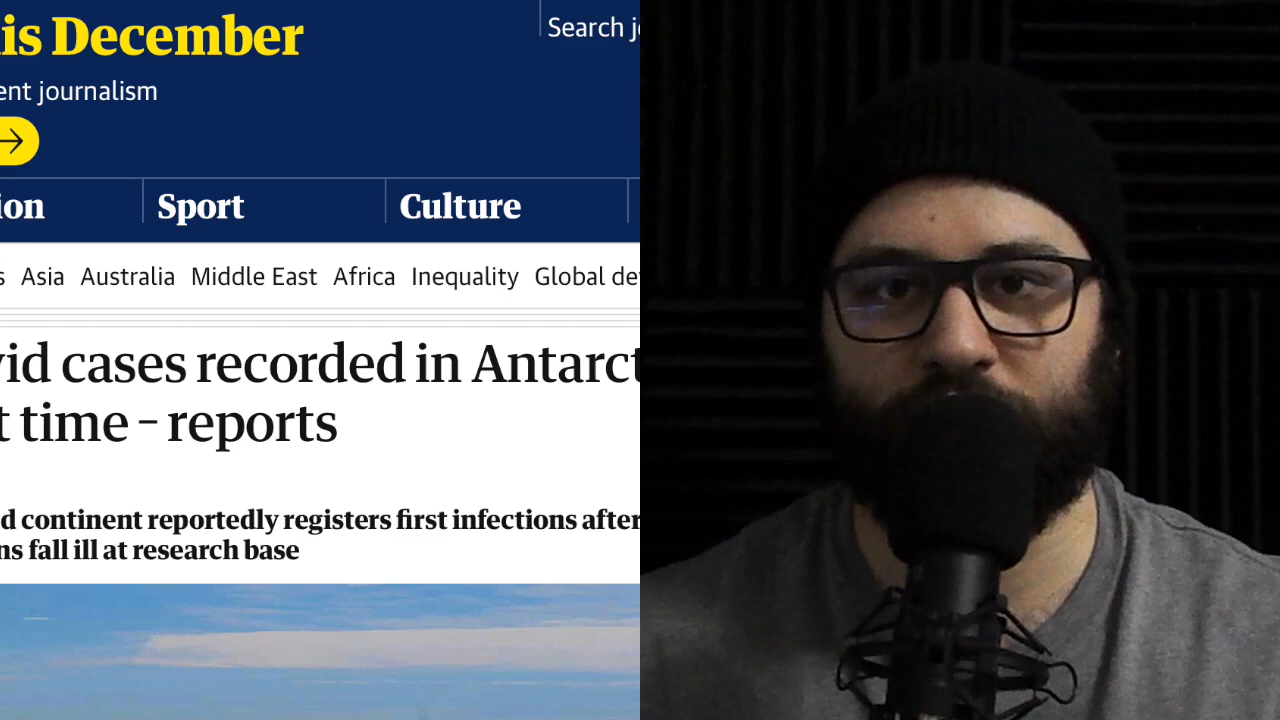 is December
Search j
ent journalism
ion Sport Culture
s Asia Australia Middle East Africa Inequality Global de
vid cases recorded in Antarct
t time – reports
d continent reportedly registers first infections after
ns fall ill at research base